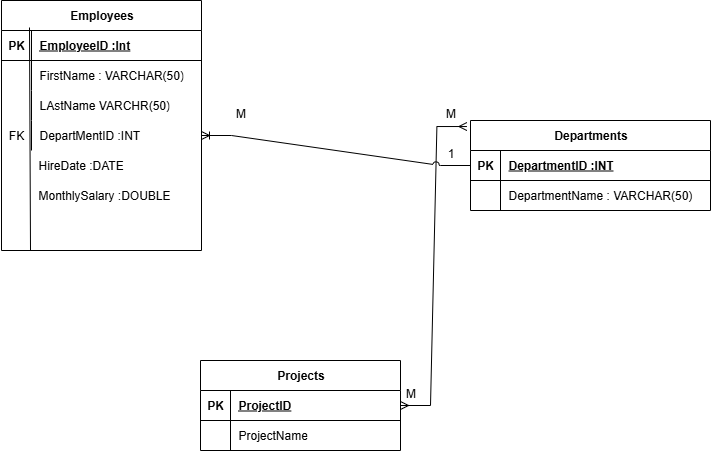 Employees
PK EmployeeID :Int
FirstName : VARCHAR(50)
LAstName VARCHR(50)
FK DepartMentID :INT
HireDate :DATE
MonthlySalary :DOUBLE
M
M
1
Departments
PK DepartmentID :INT
DepartmentName : VARCHAR(50)
Projects
M
PK ProjectID
ProjectName